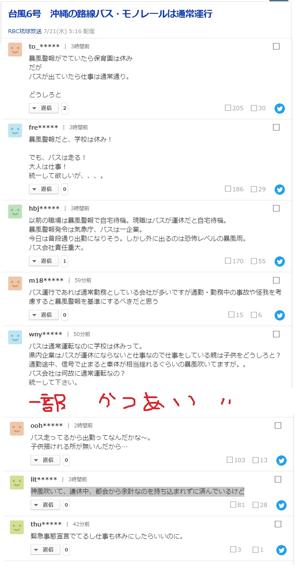 台風6号　沖縄の路線バス・モノレールは通常運行
RBC琉球放送 7/21(水) 5:16 配信
to_***** | 3時間前
暴風警報がでていたら保育園は休み
だが
バスが出ていたら仕事は通常通り。
どうしろと
返信 2
205 30
fre***** | 3時間前
暴風警報だと、学校は休み！
でも、バスは走る！
大人は仕事！
統一して欲しいが、、、。
返信 0
186 29
hbj***** | 3時間前
以前の職場は暴風警報で自宅待機。現職はバスが運休だと自宅待機。
暴風警報発令は気象庁、バスは一企業。
今日は普段通り出勤になりそう。しかし外に出るのは恐怖レベルの暴風雨。
バス会社責任重大。
返信 1
170 55
m18***** | 59分前
バス運行であれば通常勤務としている会社が多いですが通勤・勤務中の事故や怪我を考慮すると暴風警報を基準にするべきだと思う
返信 0
15 6
wny***** | 50分前
バスは通常運転なのに学校は休みって。
県内企業はバスが運休にならないと仕事なので仕事をしている親は子供をどうしろと？
通勤途中、信号で止まると車体が相当揺れるぐらいの暴風吹いてますが。。
バス会社は何故に通常運転なの？
統一して下さい。
一部 かつあい
ooh***** | 2時間前
バス走ってるから出勤ってなんだかな～。
子供預けれる所が無いんだから…
返信 0
103 13
lit***** | 3時間前
神風吹いて、連休中、都会から余計なのを持ち込まれずに済んでいるけど
返信 0
81 28
thu***** | 42分前
緊急事態宣言でてるし仕事も休みにしたらいいのに。
返信 0
3 1